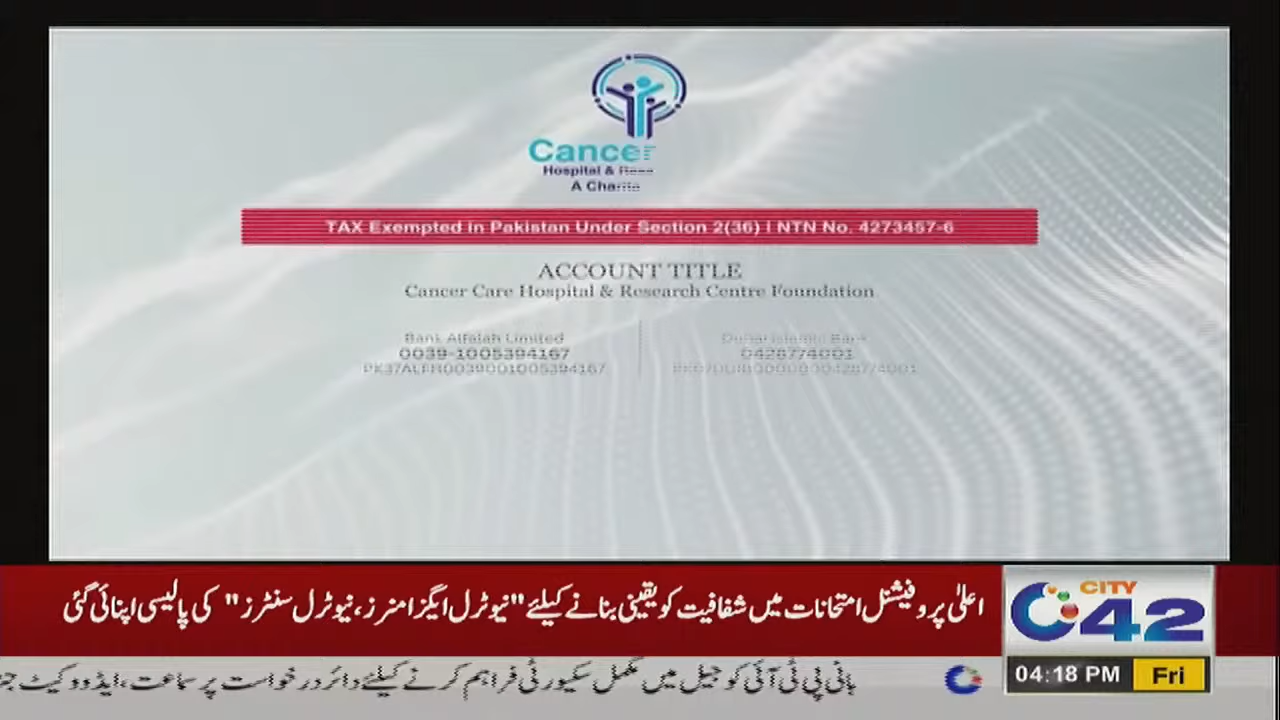 Cancer
Hospital &
A Cha
TAX Exempted in Pakistan Under Section 2(36) | NTN No. 4273457-6
ACCOUNT TITLE
Cancer Care Hospital & Research Centre Foundation
Bank Alfalah Limited
0039-1005394167
PK37ALFH0039001005394167
Dubai Islamic Bank
0428774001
اعلیٰ پروفیشنل امتحانات میں شفافیت کو یقینی بنانے کیلئے "نیوٹرل ایگزامنرز، نیوٹرل سنٹرز" کی پالیسی اپنائی گئی
CITY
42
بانی پی ٹی آئی کو جیل میں مکمل سکیورٹی فراہم کرنے کیلئے دائر درخواست پر سماعت، ایڈووکیٹ
04:18 PM Fri